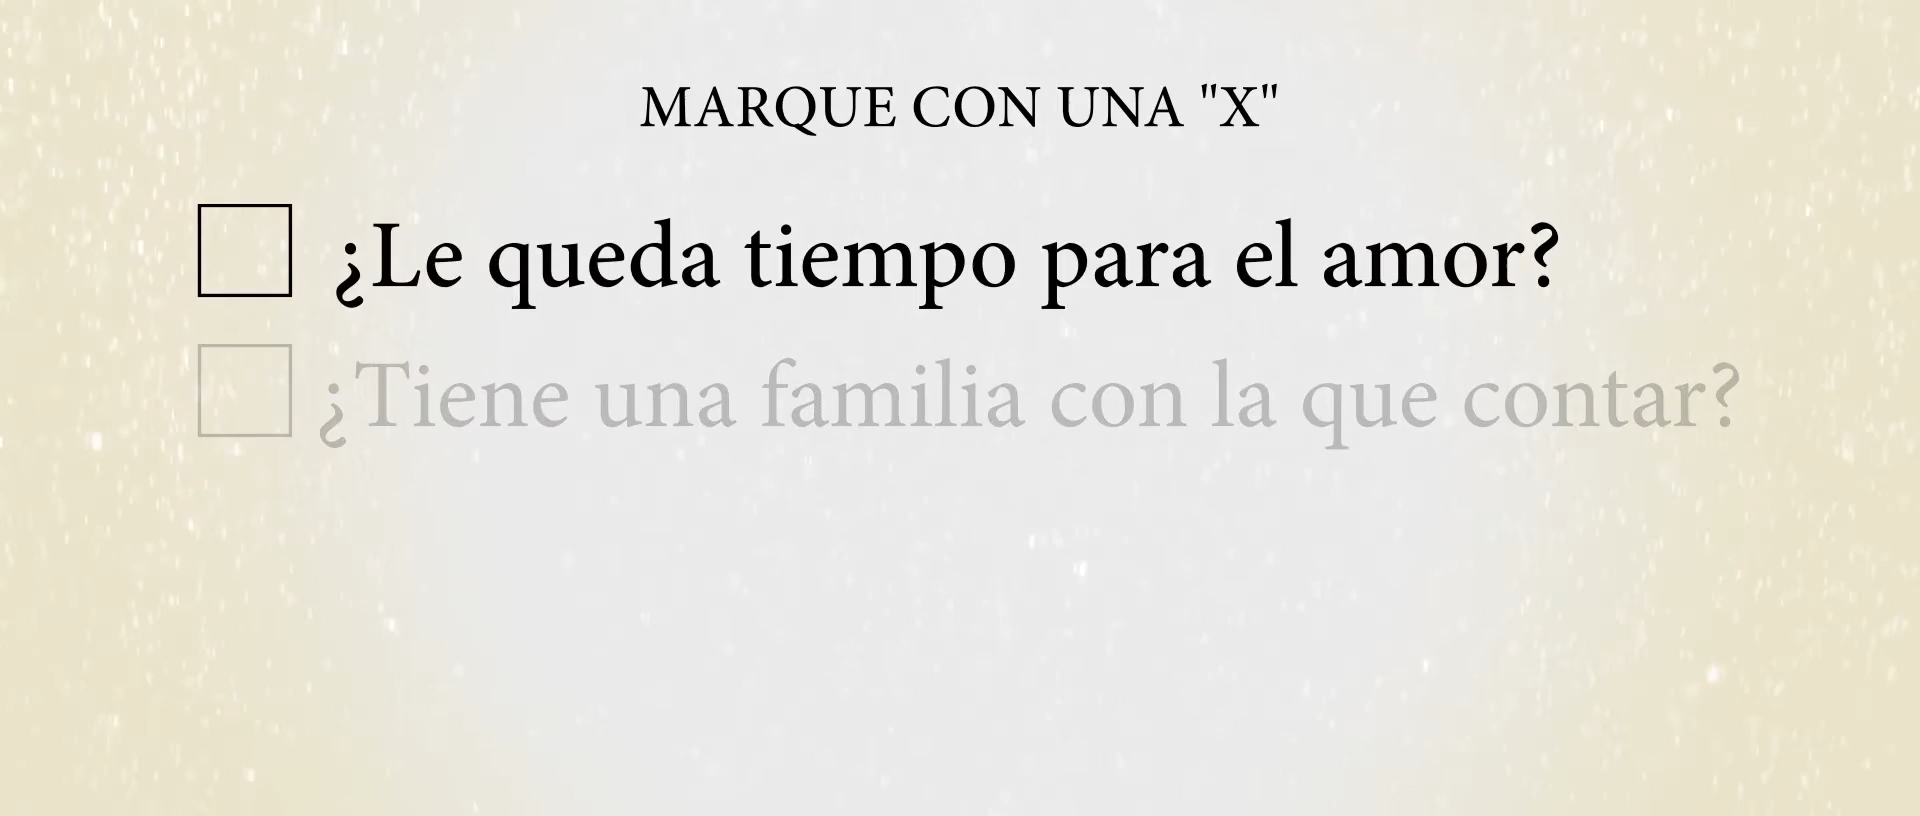 MARQUE CON UNA "X"
¿Le queda tiempo para el amor?
¿Tiene una familia con la que contar?